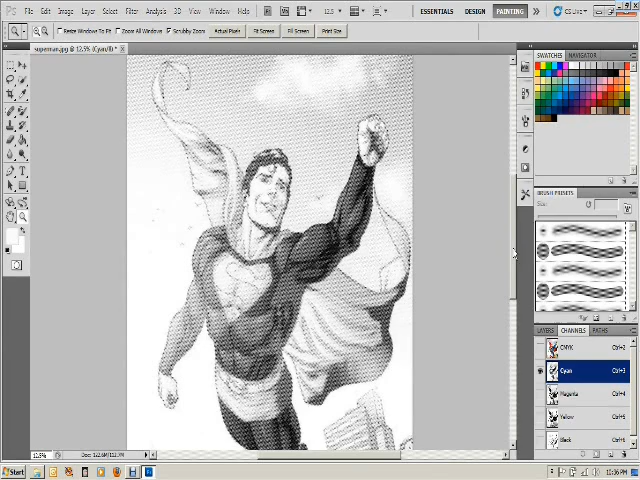 File Edit Image Layer Select Filter Analysis 3D View Window Help
12.5
ESSENTIALS DESIGN PAINTING
CS Live
Resize Windows To Fit Zoom All Windows Scrubby Zoom Actual Pixels Fit Screen Fill Screen Print Size
superman.jpg @ 12.5% (Cyan/8) *
SWATCHES NAVIGATOR
BRUSH PRESETS
Size:
LAYERS CHANNELS PATHS
CMYK Ctrl+2
Cyan Ctrl+3
Magenta Ctrl+4
Yellow Ctrl+5
Black Ctrl+6
12.5%
Start
10:36 PM